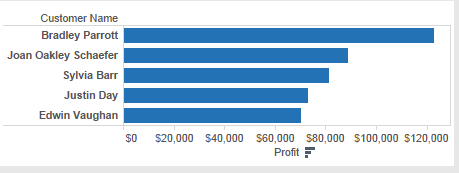 Customer Name
Bradley Parrott
Joan Oakley Schaefer
Sylvia Barr
Justin Day
Edwin Vaughan
$0 $20,000 $40,000 $60,000 $80,000 $100,000 $120,000
Profit